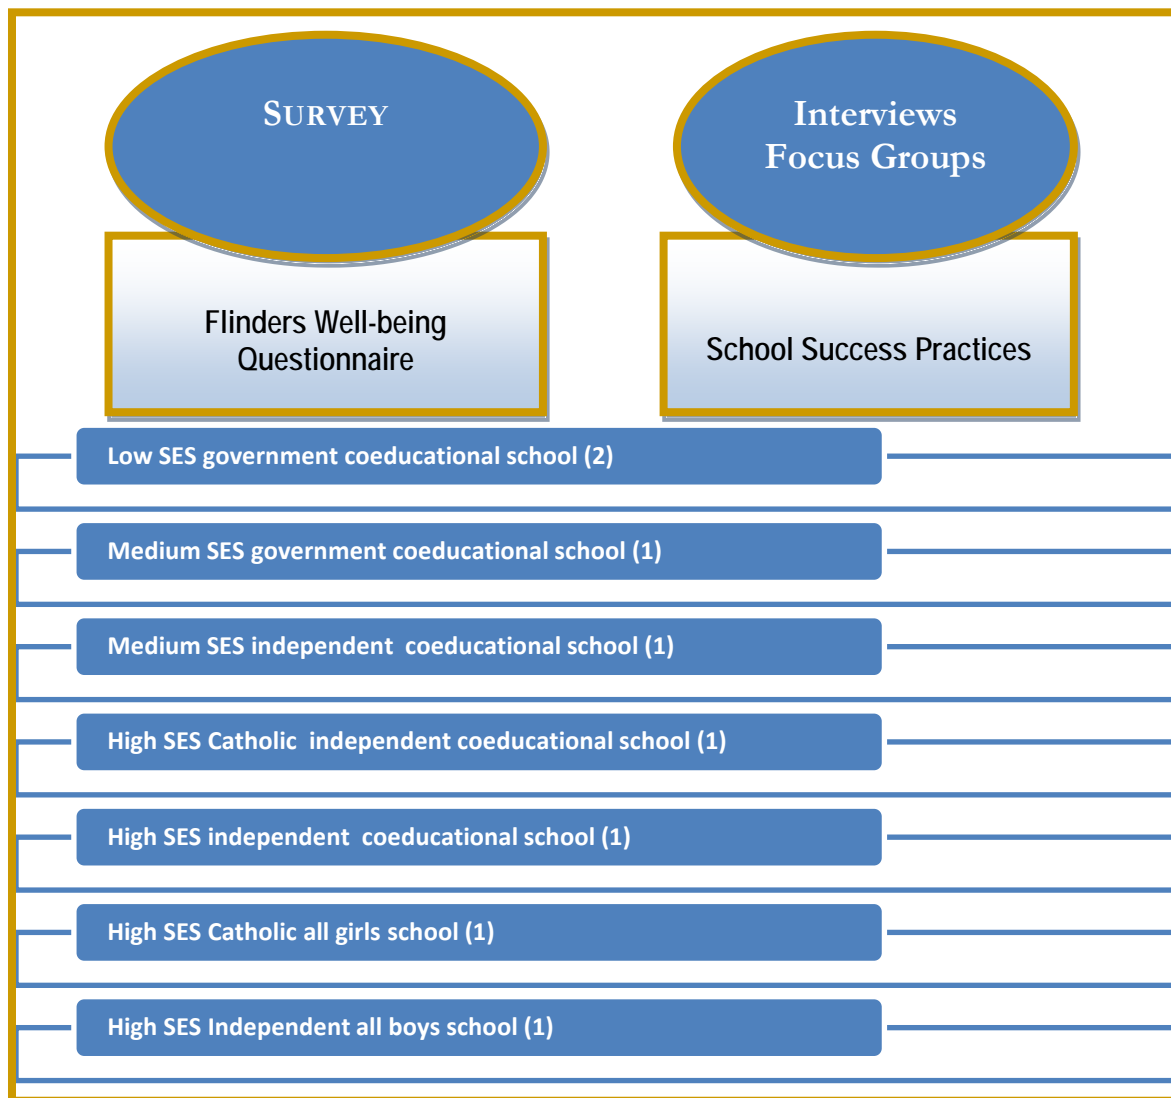 SURVEY
Interviews
Focus Groups
Flinders Well-being
Questionnaire
School Success Practices
Low SES government coeducational school (2)
Medium SES government coeducational school (1)
Medium SES independent  coeducational school (1)
High SES Catholic  independent coeducational school (1)
High SES independent  coeducational school (1)
High SES Catholic all girls school (1)
High SES Independent all boys school (1)